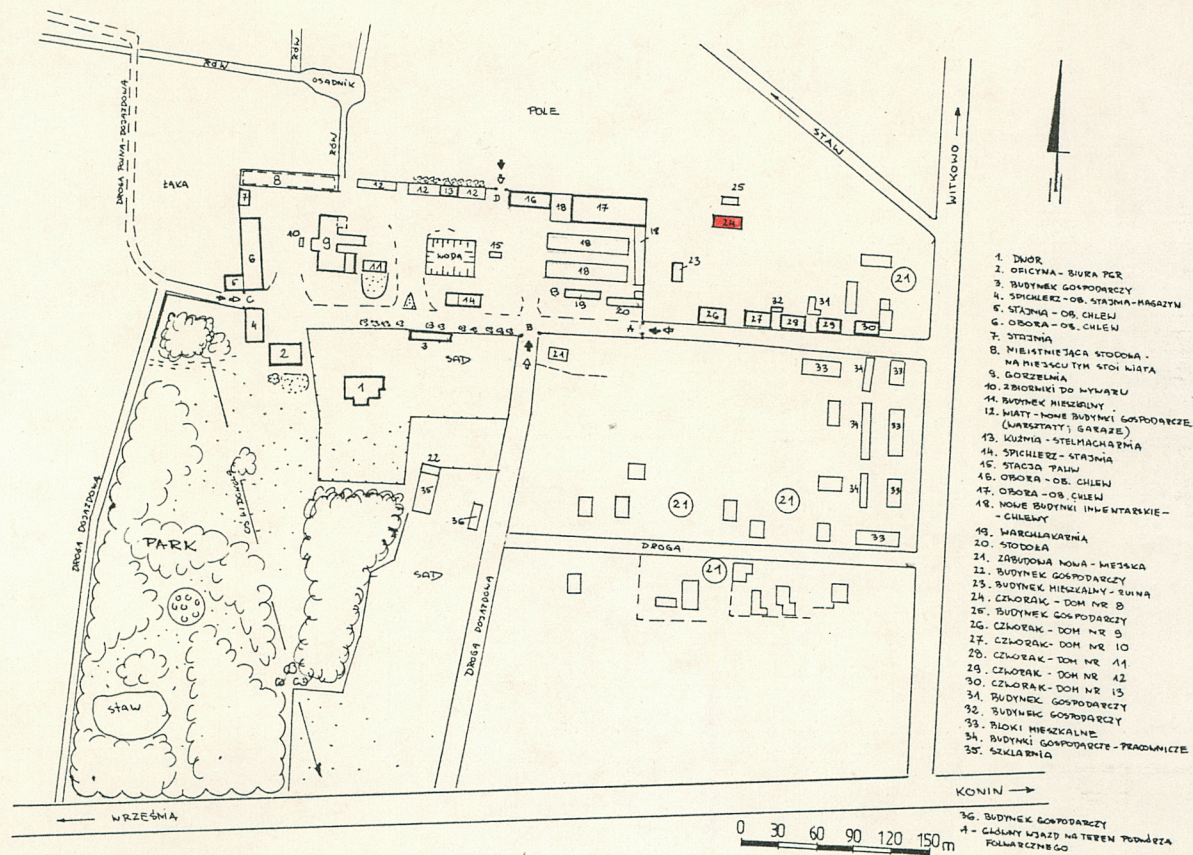 RÓW
RÓW
OSADNIK
RÓW
DROGA POLNA-DOJAZDOWA
ŁĄKA
POLE
STAW
WITKOWO
8
7
12
12
13
12
D
16
18
17
18
25
24
10
9
6
11
WODA
15
18
18
23
21
5
C
14
8
19
20
32
31
4
26
27
28
29
30
2
3
SAD
B
A
21
1
33
34
33
34
33
22
35
36
21
21
34
33
33
DROGA DOJAZDOWA
OŚ WIDOKOWA
PARK
SAD
DROGA DOJAZDOWA
DROGA
21
STAW
WRZEŚNIA
KONIN
1. DWÓR
2. OFICYNA - BIURA PGR
3. BUDYNEK GOSPODARCZY
4. SPICHLERZ - OB. STAJNIA-MAGAZYN
5. STAJNIA - OB. CHLEW
6. OBORA - OB. CHLEW
7. STAJNIA
8. NIEISTNIEJĄCA STODOŁA -
NA MIEJSCU TYM STOI WIATA
9. GORZELNIA
10. ZBIORNIKI DO WYWARU
11. BUDYNEK MIESZKALNY
12. WIATY - NOWE BUDYNKI GOSPODARCZE
(WARSZTATY; GARAŻE)
13. KUŹNIA - STELMACHARNIA
14. SPICHLERZ - STAJNIA
15. STACJA PALIW
16. OBORA - OB. CHLEW
17. OBORA - OB. CHLEW
18. NOWE BUDYNKI INWENTARSKIE -
- CHLEWY
19. WARCHLAKARNIA
20. STODOŁA
21. ZABUDOWA NOWA - WIEJSKA
22. BUDYNEK GOSPODARCZY
23. BUDYNEK MIESZKALNY - RUINA
24. CZWORAK - DOM NR 8
25. BUDYNEK GOSPODARCZY
26. CZWORAK - DOM NR 9
27. CZWORAK - DOM NR 10
28. CZWORAK - DOM NR 11
29. CZWORAK - DOM NR 12
30. CZWORAK - DOM NR 13
31. BUDYNEK GOSPODARCZY
32. BUDYNEK GOSPODARCZY
33. BLOKI MIESZKALNE
34. BUDYNKI GOSPODARCZE - PRACOWNICZE
35. SZKLARNIA
36. BUDYNEK GOSPODARCZY
A - GŁÓWNY WJAZD NA TEREN PODWÓRZA
FOLWARCZNEGO
0 30 60 90 120 150 m